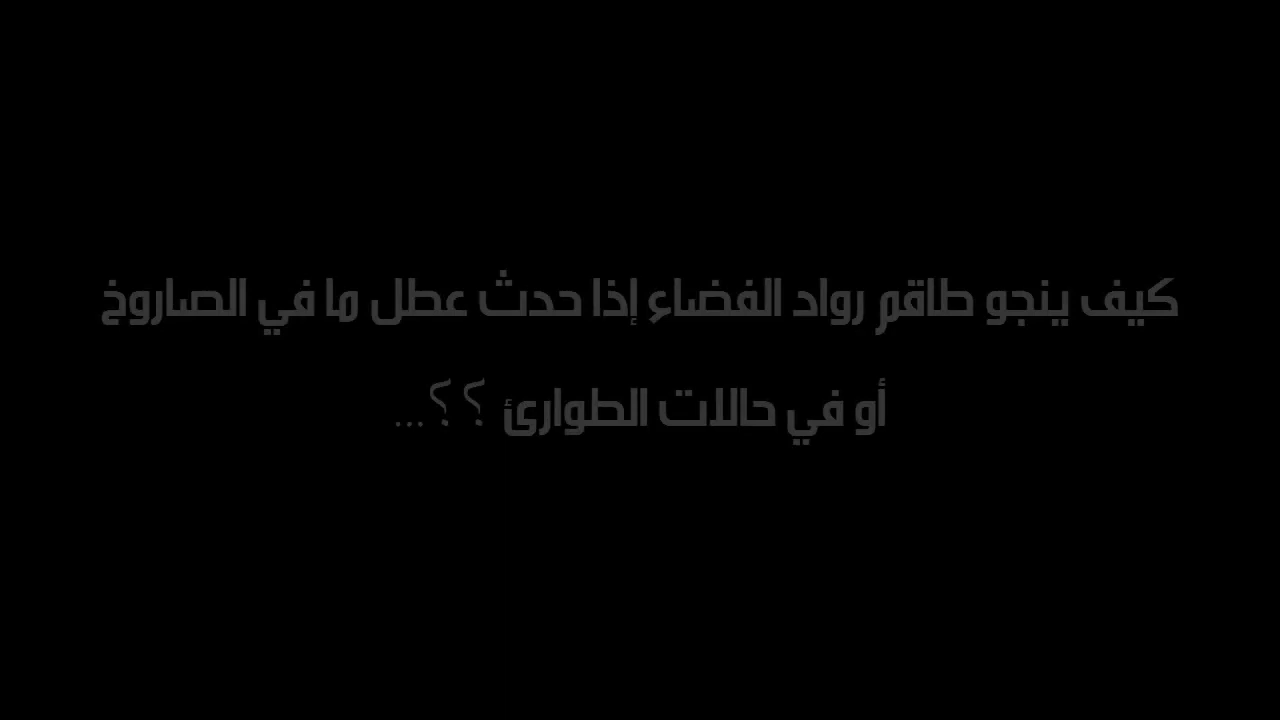 كيف ينجو طاقم رواد الفضاء إذا حدث عطل ما في الصاروخ
أو في حالات الطوارئ ؟؟...